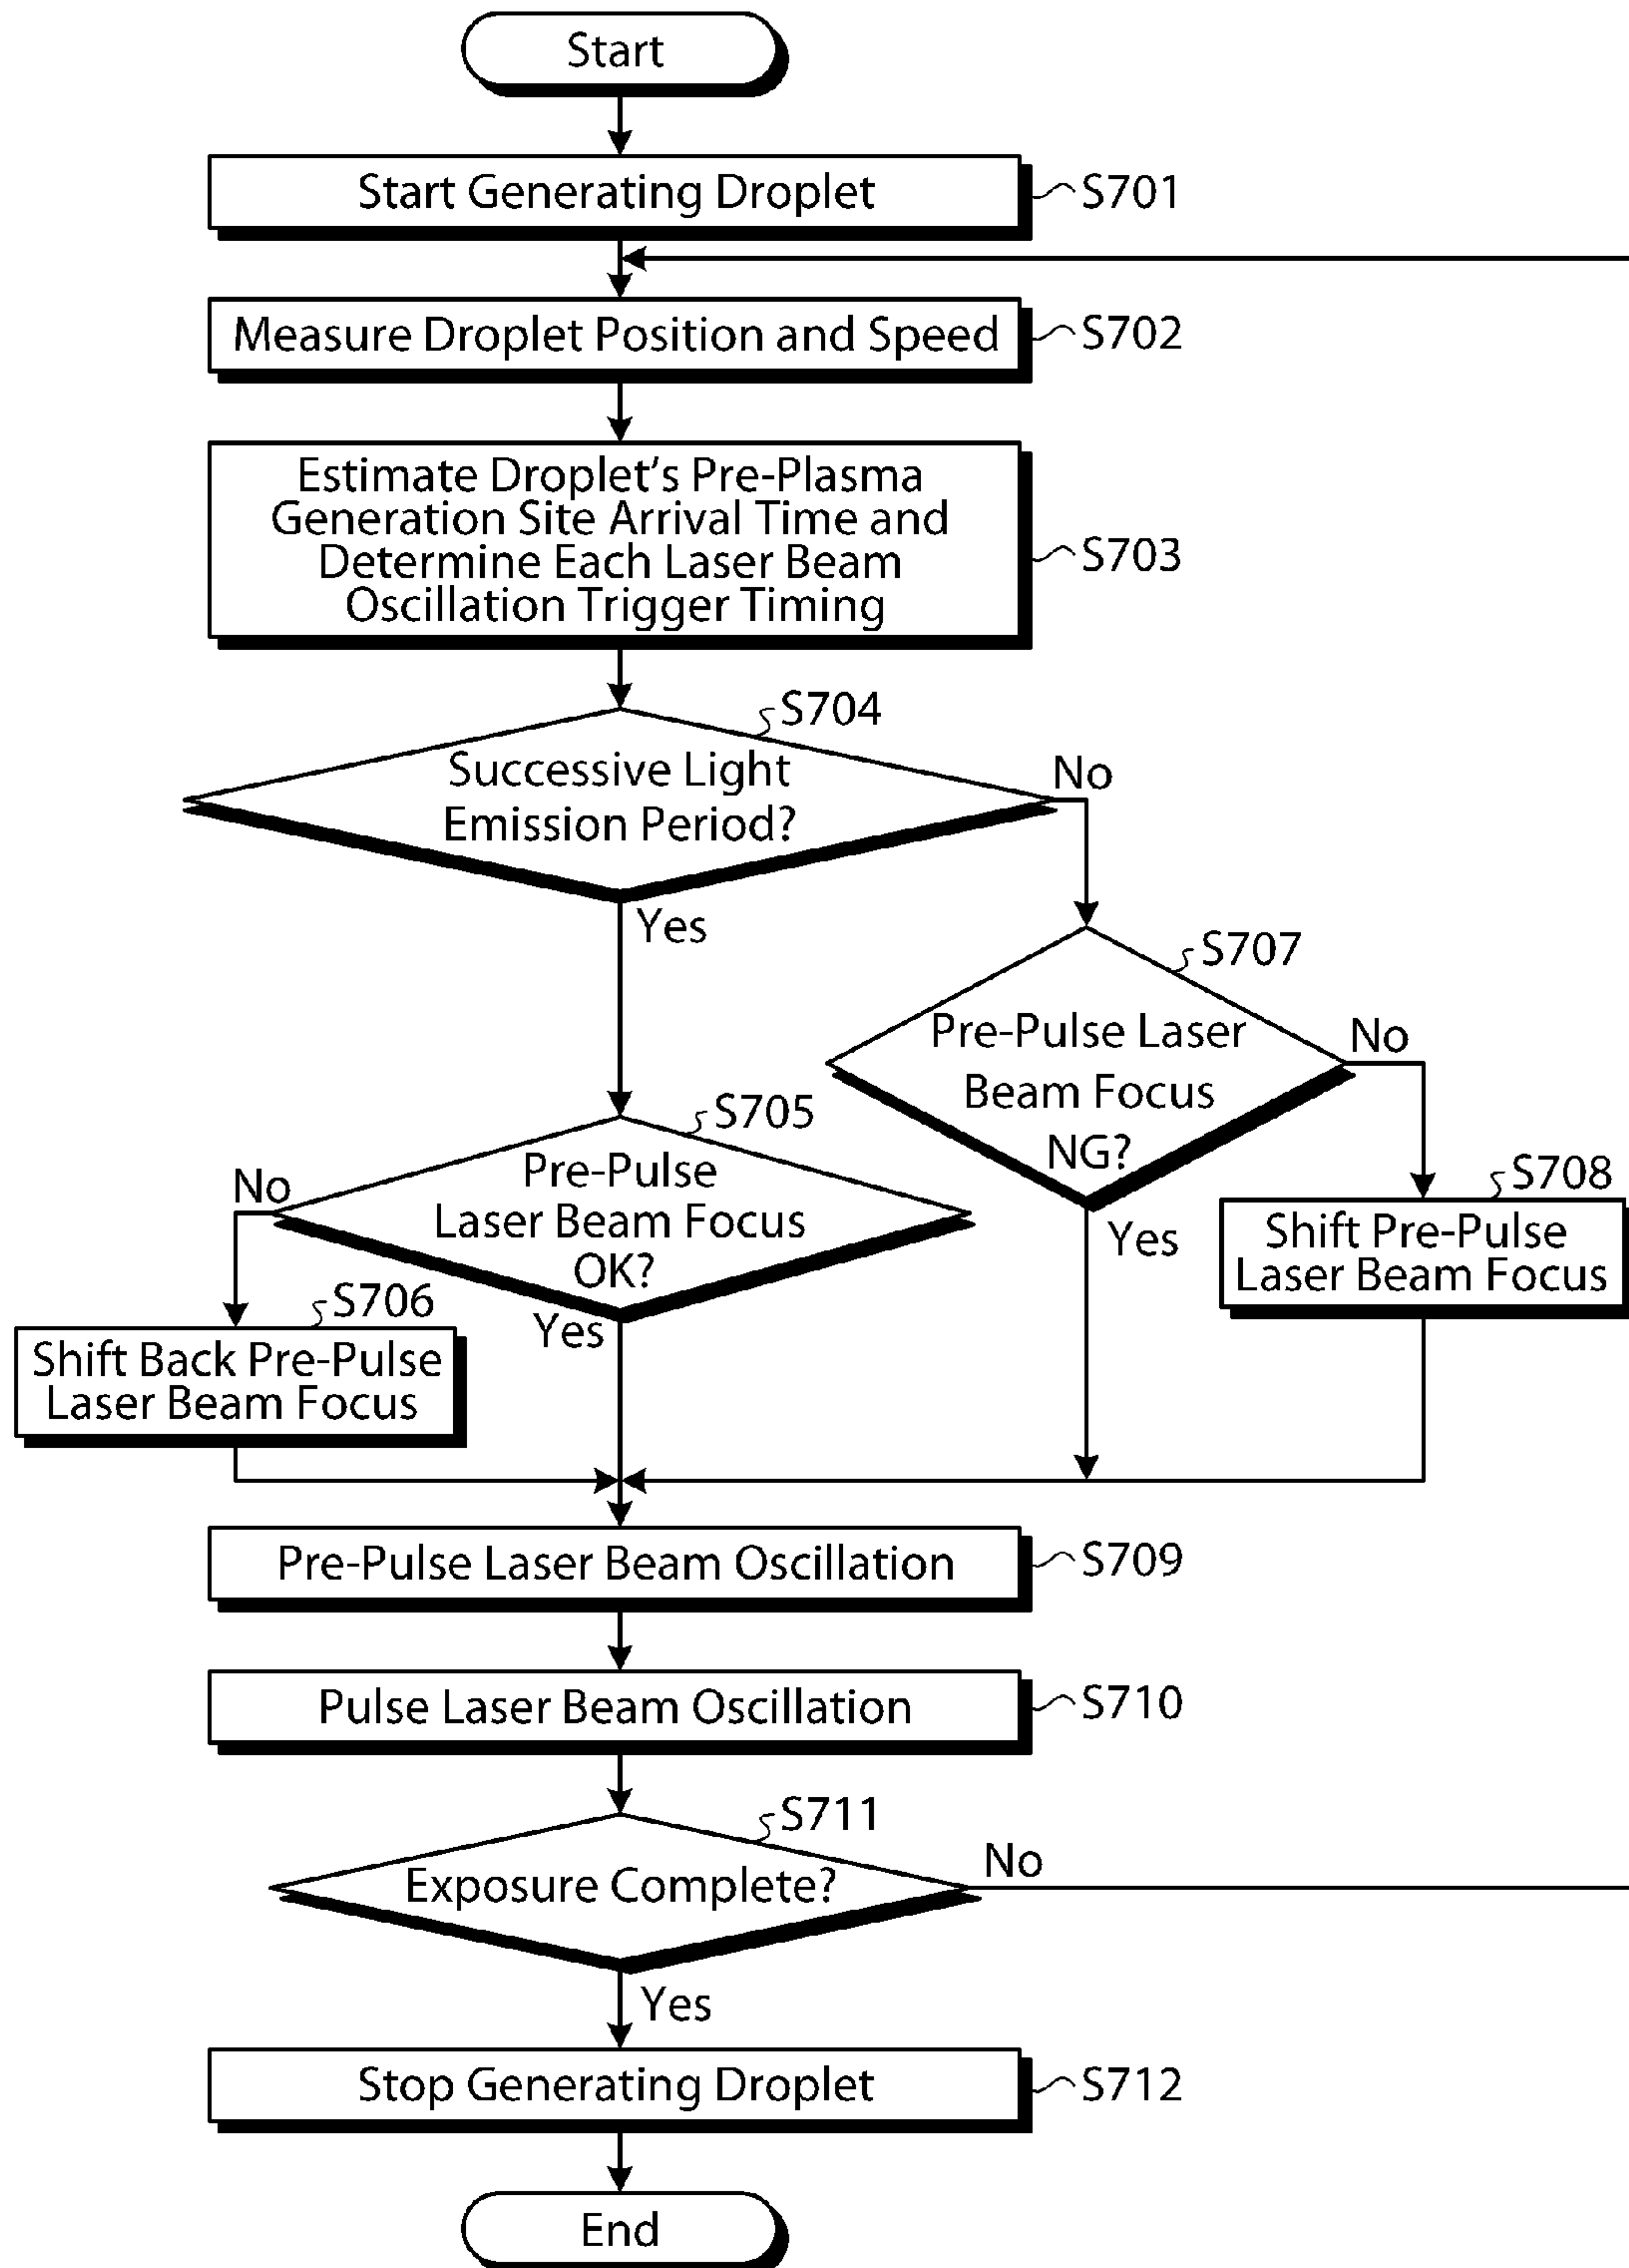 Start
Start Generating Droplet
S701
Measure Droplet Position and Speed
S702
Estimate Droplet's Pre-Plasma
Generation Site Arrival Time and
Determine Each Laser Beam
Oscillation Trigger Timing
S703
S704
Successive Light
Emission Period?
No
Yes
S707
Pre-Pulse Laser
Beam Focus
NG?
No
Yes
S708
Shift Pre-Pulse
Laser Beam Focus
S705
Pre-Pulse
Laser Beam Focus
OK?
No
Yes
S706
Shift Back Pre-Pulse
Laser Beam Focus
Pre-Pulse Laser Beam Oscillation
S709
Pulse Laser Beam Oscillation
S710
S711
Exposure Complete?
No
Yes
Stop Generating Droplet
S712
End